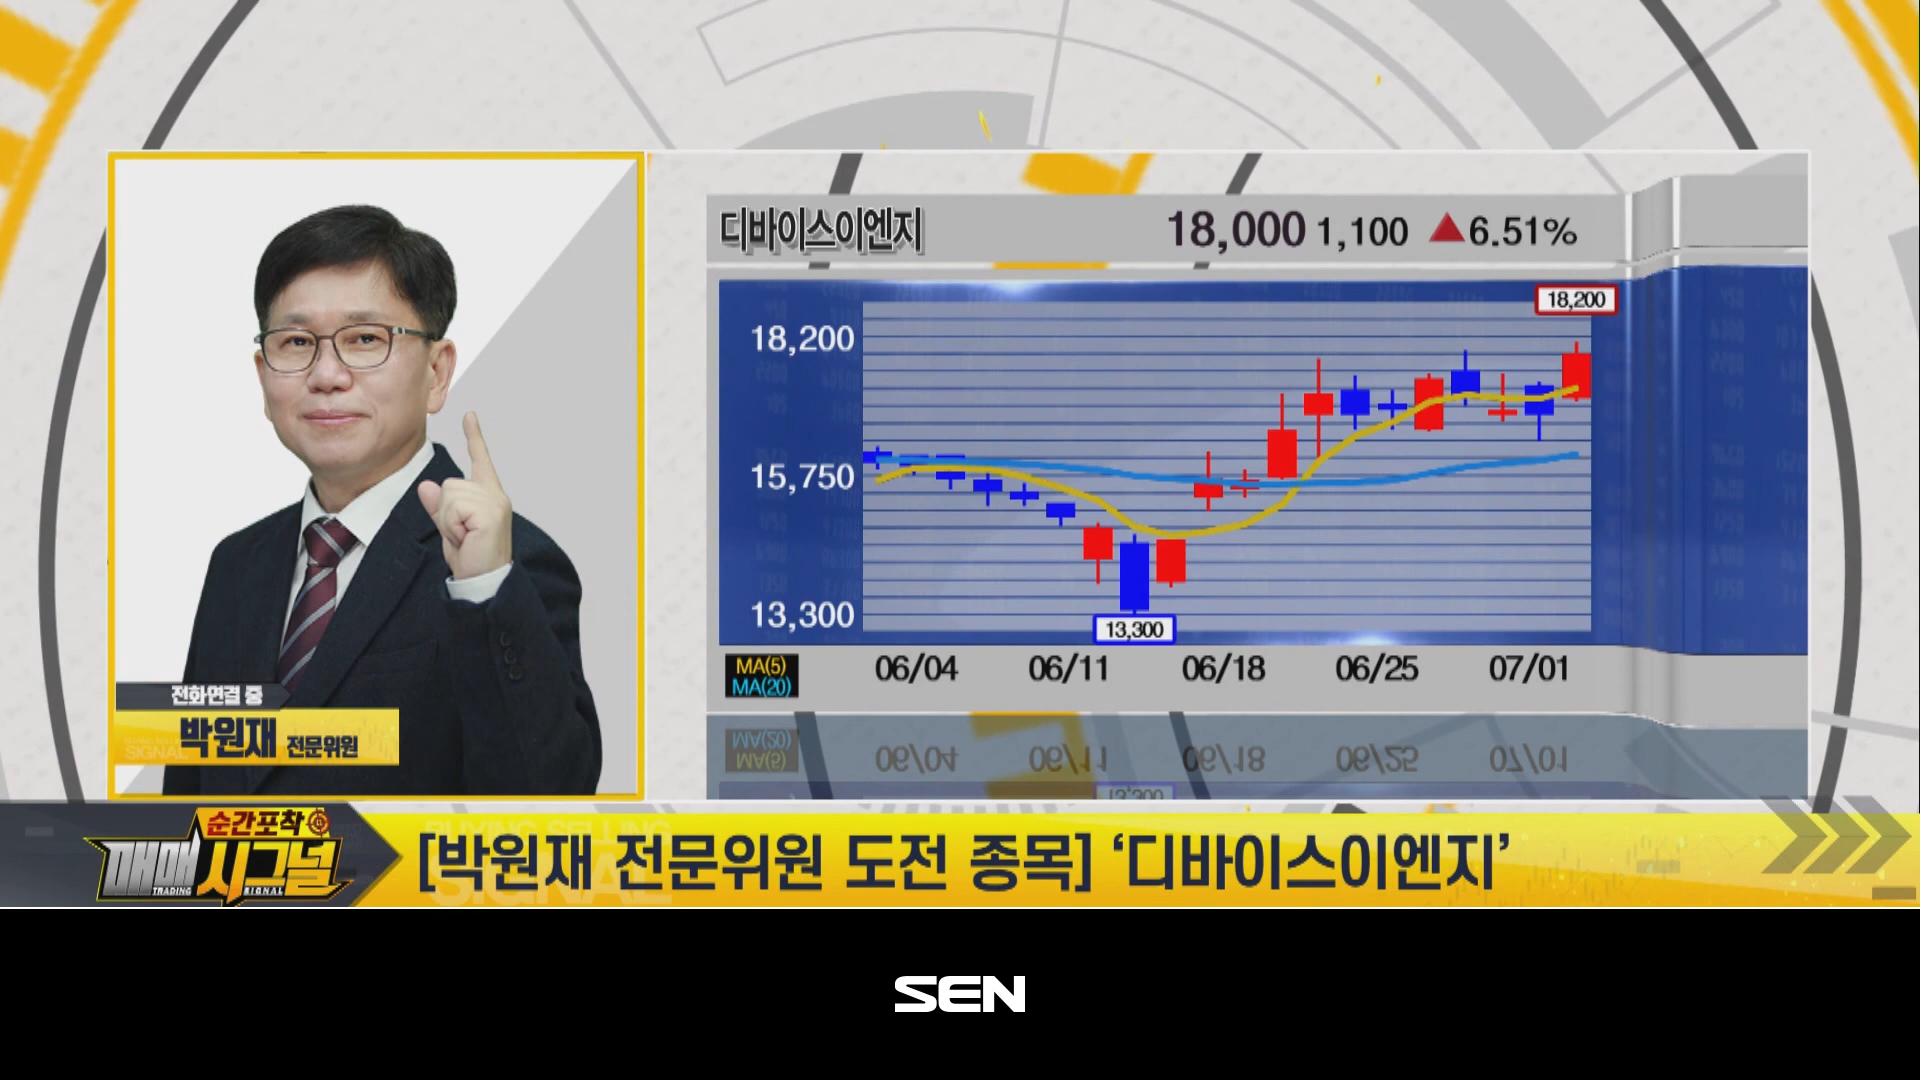 디바이스이엔지
18,000 1,100 ▲6.51%
18,200
18,200
15,750
13,300
13,300
MA(5)
MA(20)
06/04 06/11 06/18 06/25 07/01
전화연결 중
박원재 전문위원
순간포착
매매 시그널
TRADING SIGNAL
[박원재 전문위원 도전 종목] ‘디바이스이엔지’
BUYING SELLING
SIGNAL
SEN